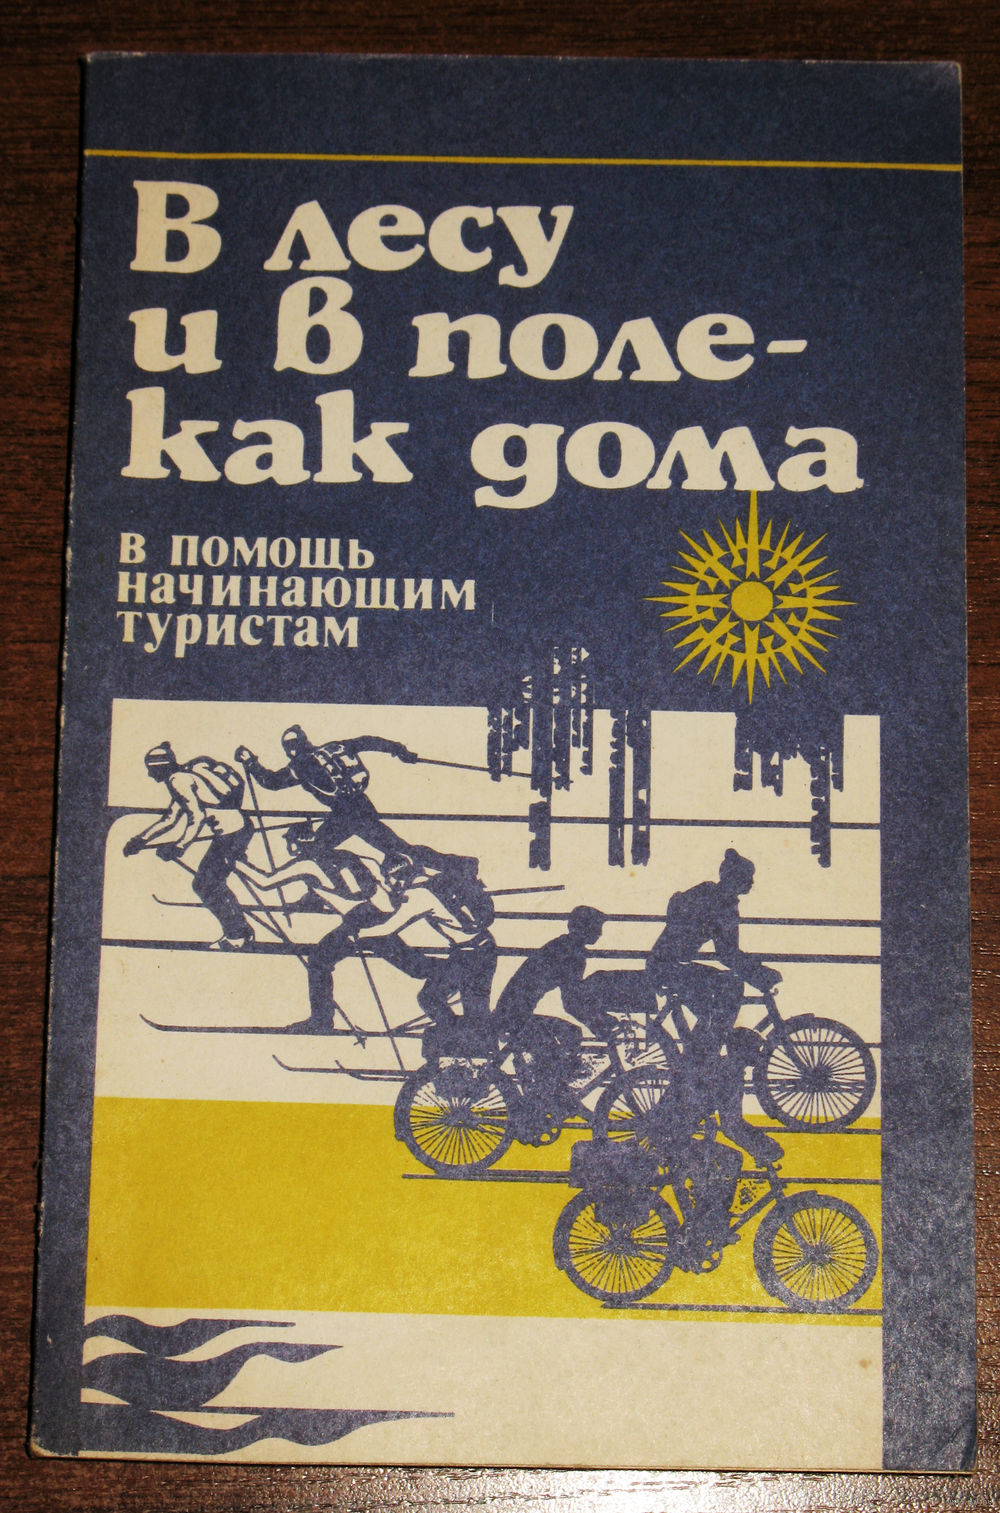 В лесу
и в поле-
как дома
в помощь
начинающим
туристам